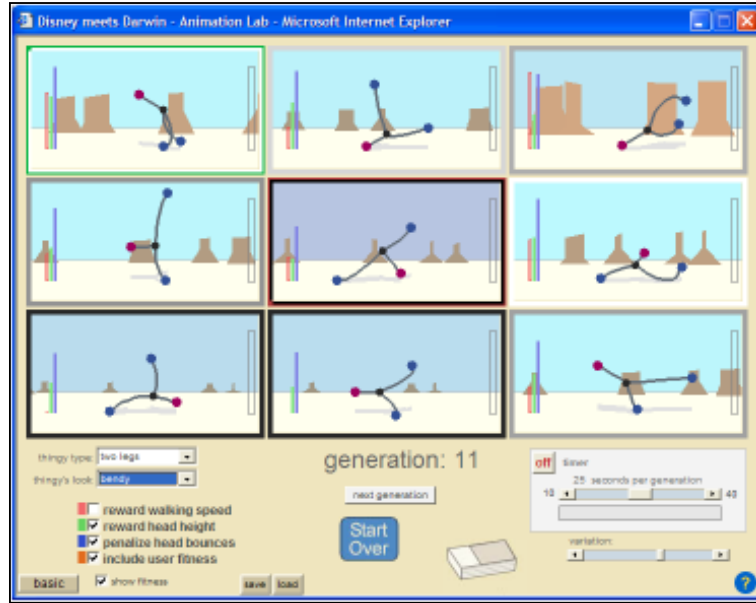 Disney meets Darwin - Animation Lab - Microsoft Internet Explorer
thingy type: two legs
thingy's look: bendy
reward walking speed
reward head height
penalize head bounces
include user fitness
basic
show fitness
generation: 11
next generation
Start
Over
save load
off timer
25 seconds per generation
10 40
variation:
?